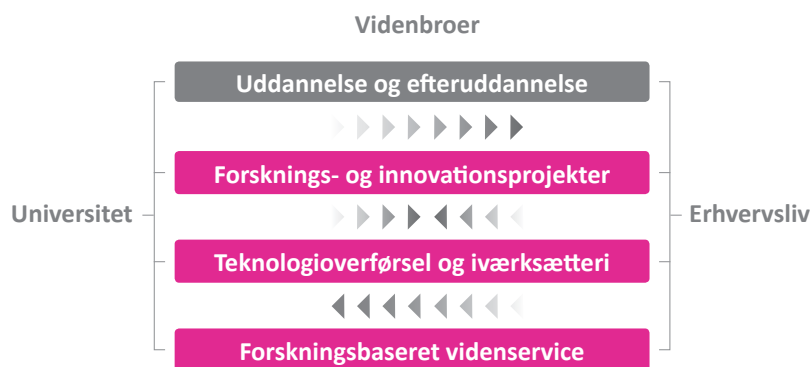 Videnbroer
Uddannelse og efteruddannelse
Forsknings- og innovationsprojekter
Universitet
Erhvervsliv
Teknologioverførsel og iværksætteri
Forskningsbaseret videnservice